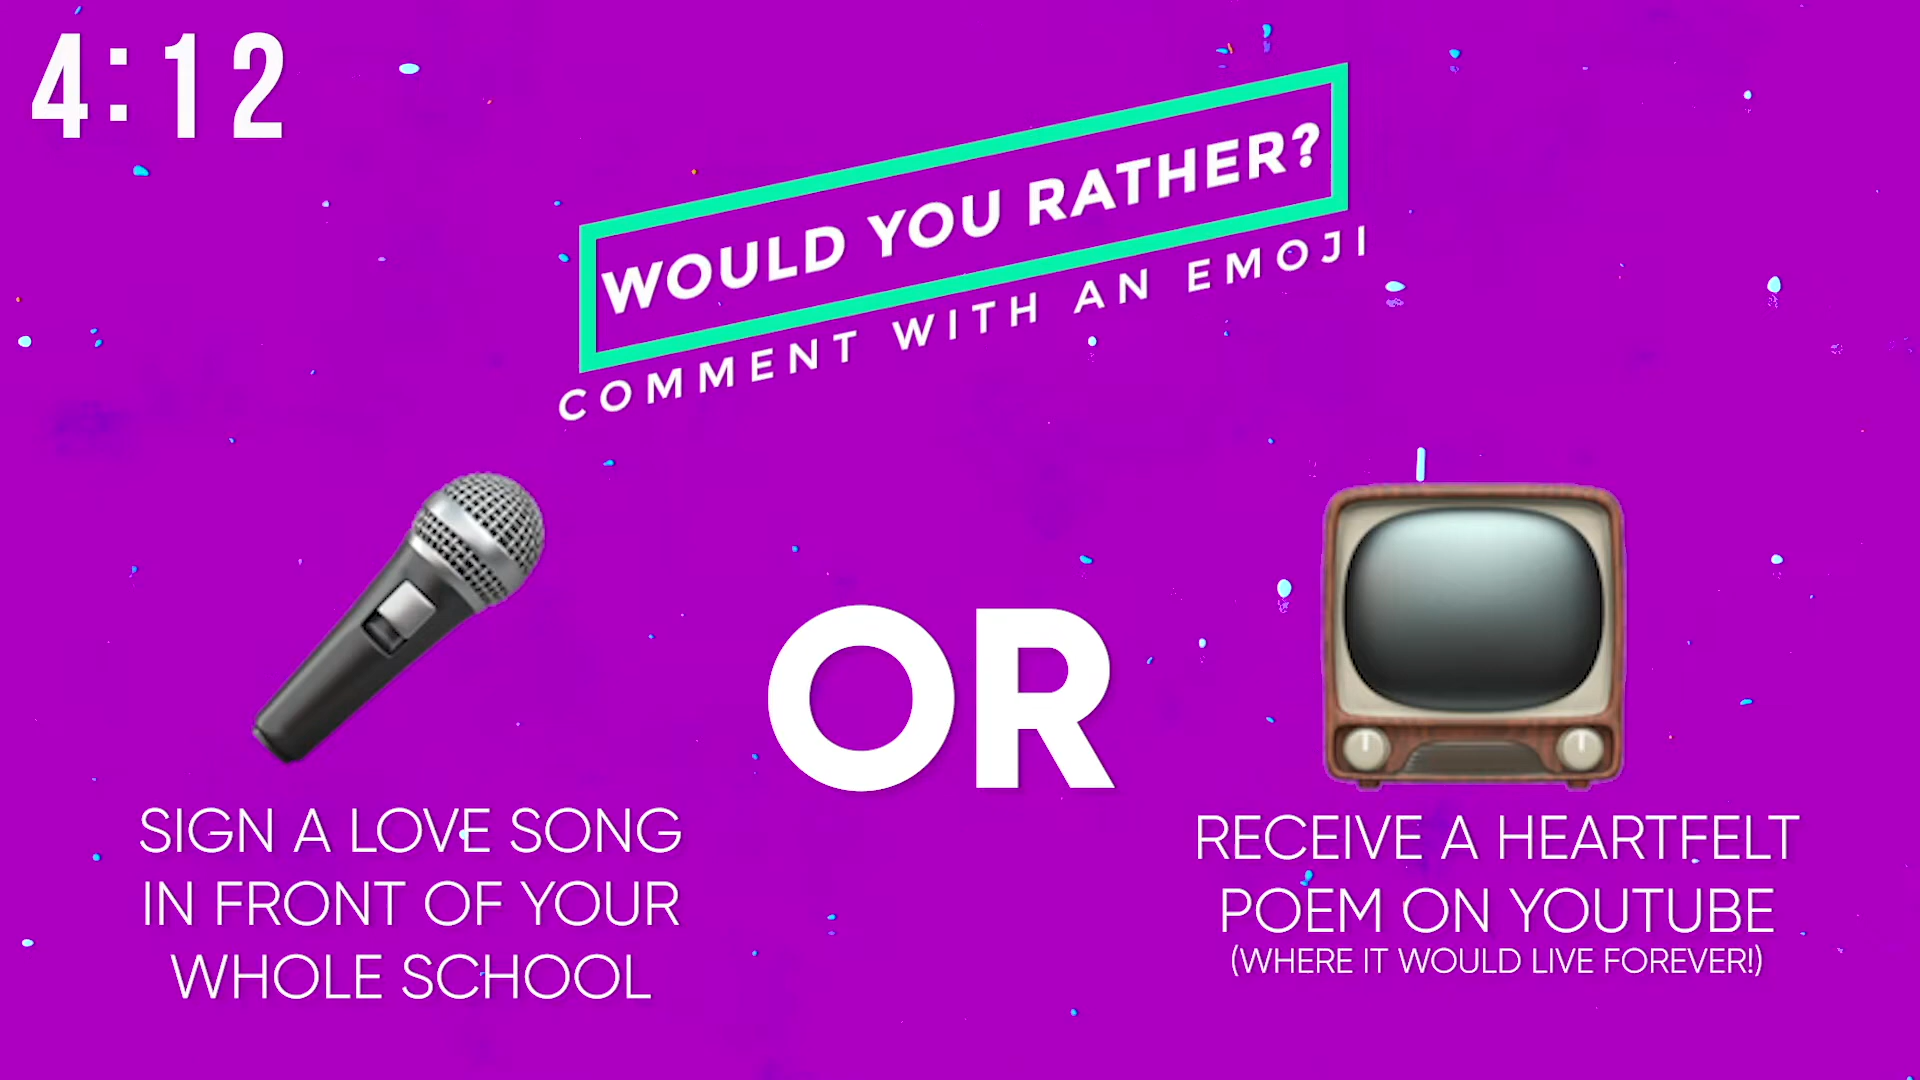 4:12
WOULD YOU RATHER?
COMMENT WITH AN EMOJI
OR
SIGN A LOVE SONG
IN FRONT OF YOUR
WHOLE SCHOOL
RECEIVE A HEARTFELT
POEM ON YOUTUBE
(WHERE IT WOULD LIVE FOREVER!)